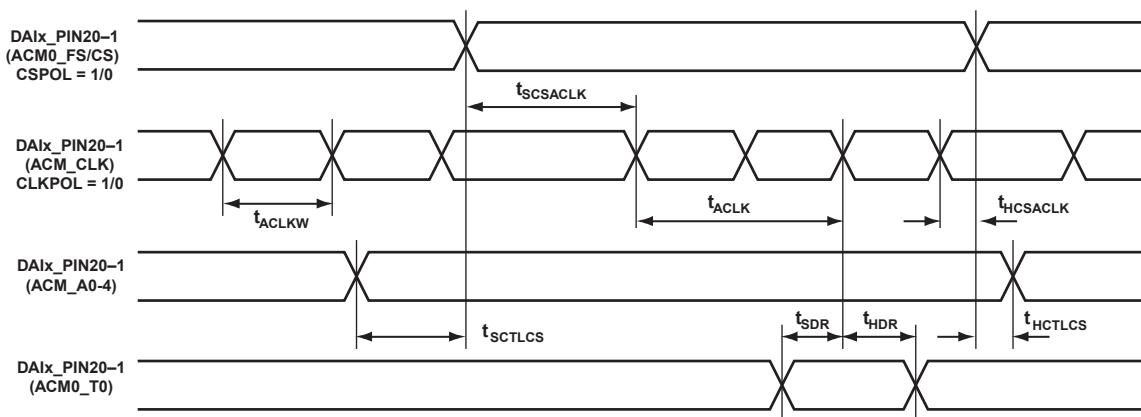 DAIx_PIN20–1
(ACM0_FS/CS)
CSPOL = 1/0
tSCSACLK
DAIx_PIN20–1
(ACM_CLK)
CLKPOL = 1/0
tACLKW
tACLK
tHCSACLK
DAIx_PIN20–1
(ACM_A0-4)
tSCTLCS
tSDR
tHDR
tHCTLCS
DAIx_PIN20–1
(ACM0_T0)